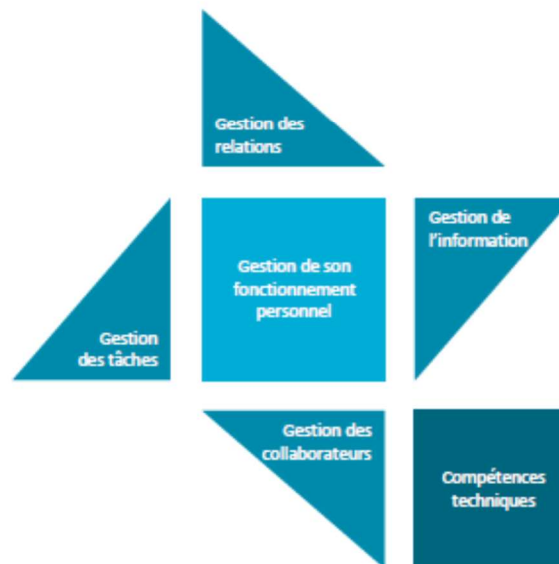 Gestion des
relations
Gestion de
l'information
Gestion de son
fonctionnement
personnel
Gestion
des tâches
Gestion des
collaborateurs
Compétences
techniques